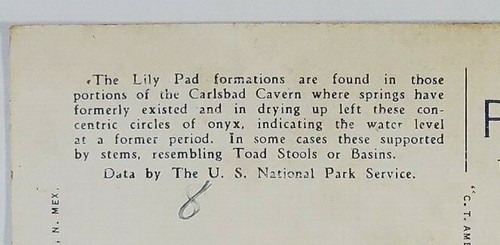 The Lily Pad formations are found in those
portions of the Carlsbad Cavern where springs have
formerly existed and in drying up left these con-
centric circles of onyx, indicating the water level
at a former period. In some cases these supported
by stems, resembling Toad Stools or Basins.
Data by The U. S. National Park Service.
8
N. MEX.
P
"C. T. AME